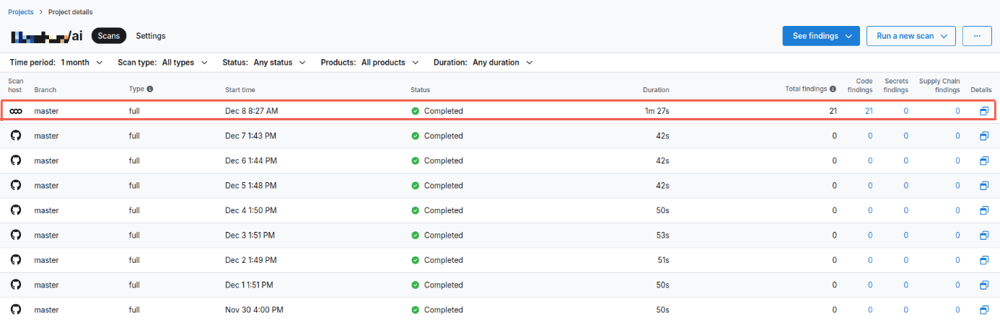 Projects > Project details
/ai Scans Settings See findings Run a new scan ...
Time period: 1 month Scan type: All types Status: Any status Products: All products Duration: Any duration
Scan host Branch Type Start time Status Duration Total findings Code findings Secrets findings Supply Chain findings Details
master full Dec 8 8:27 AM Completed 1m 27s 21 21 0 0
master full Dec 7 1:43 PM Completed 42s 0 0 0 0
master full Dec 6 1:44 PM Completed 42s 0 0 0 0
master full Dec 5 1:48 PM Completed 42s 0 0 0 0
master full Dec 4 1:50 PM Completed 50s 0 0 0 0
master full Dec 3 1:51 PM Completed 53s 0 0 0 0
master full Dec 2 1:49 PM Completed 51s 0 0 0 0
master full Dec 1 1:51 PM Completed 50s 0 0 0 0
master full Nov 30 4:00 PM Completed 50s 0 0 0 0